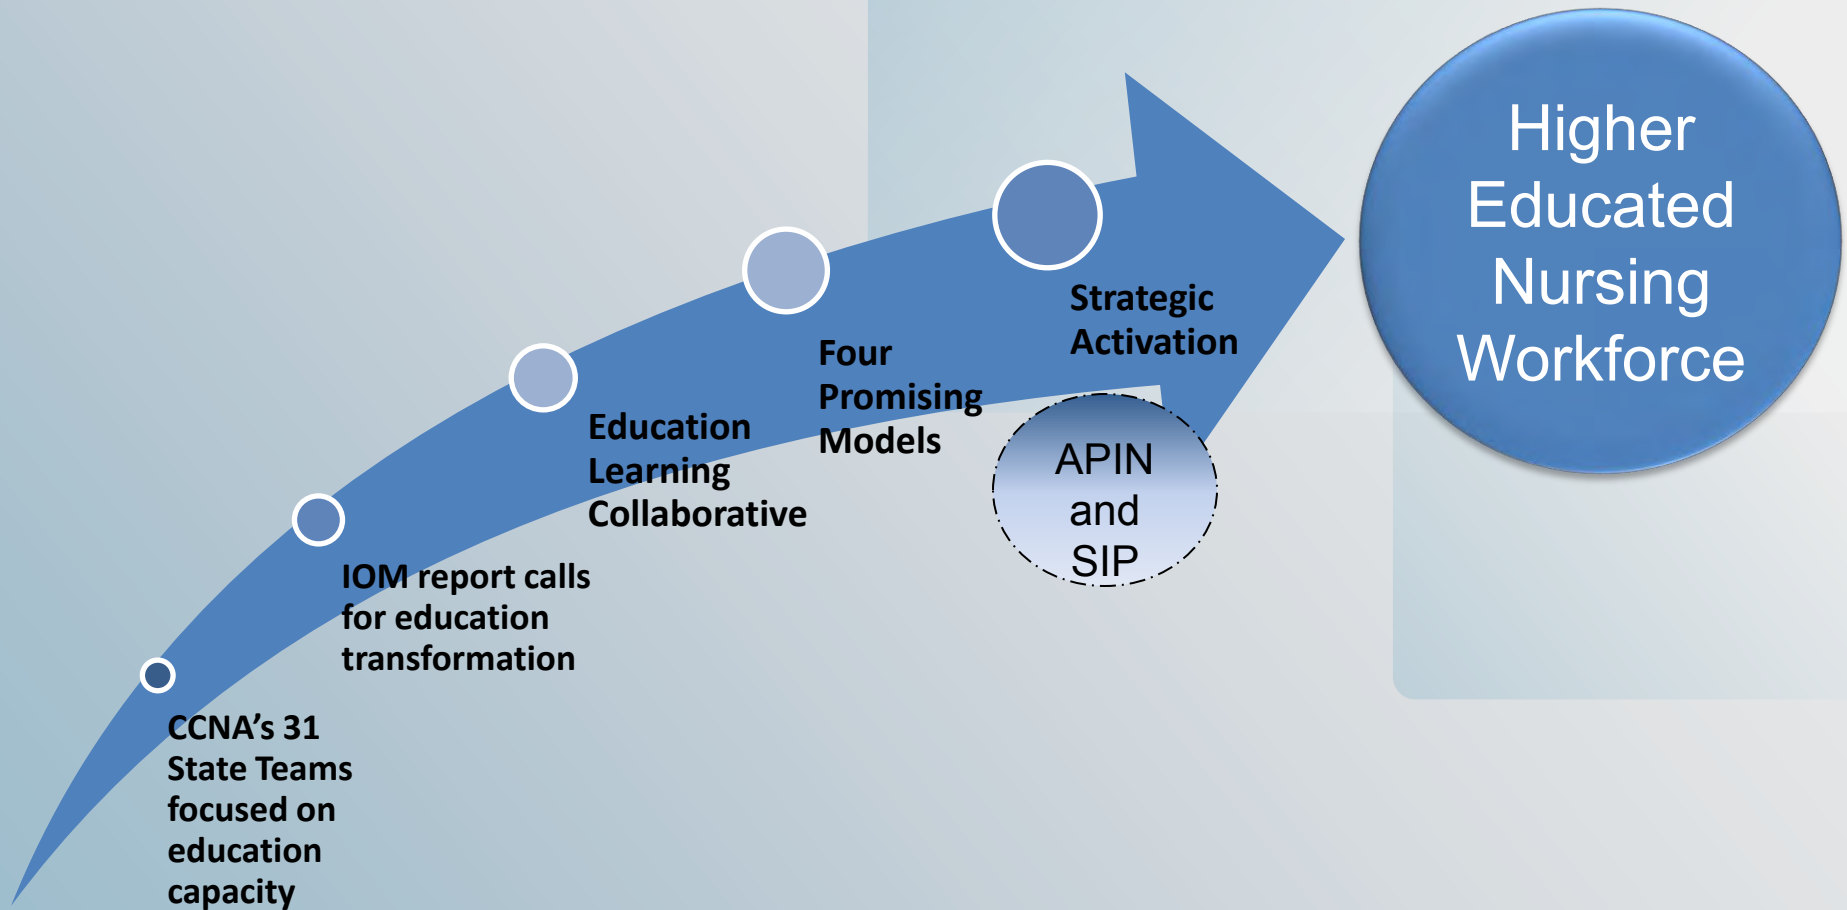 Higher
Educated
Nursing
Workforce
Strategic
Activation
APIN
and
SIP
Four
Promising
Models
Education
Learning
Collaborative
IOM report calls
for education
transformation
CCNA’s 31
State Teams
focused on
education
capacity